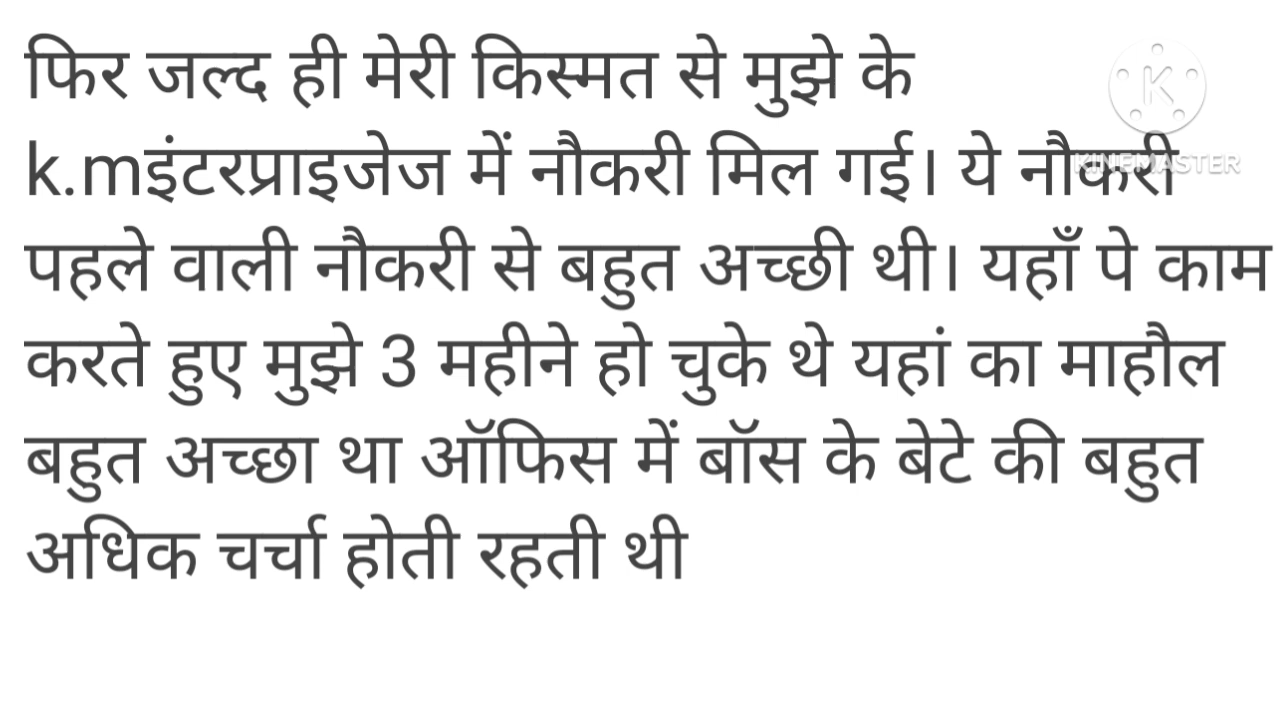 फिर जल्द ही मेरी किस्मत से मुझे के
k.mइंटरप्राइजेज में नौकरी मिल गई। ये नौकरी
पहले वाली नौकरी से बहुत अच्छी थी। यहाँ पे काम
करते हुए मुझे 3 महीने हो चुके थे यहां का माहौल
बहुत अच्छा था ऑफिस में बॉस के बेटे की बहुत
अधिक चर्चा होती रहती थी
K
KINEMASTER